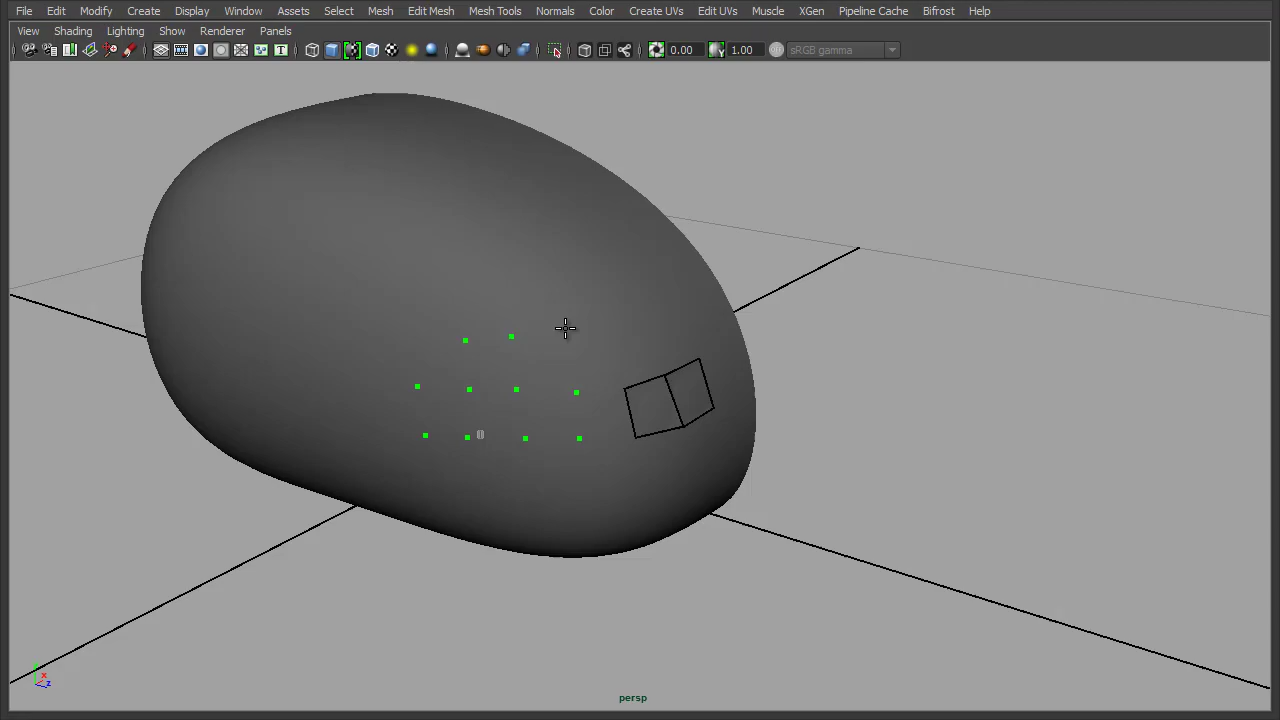 File Edit Modify Create Display Window Assets Select Mesh Edit Mesh Mesh Tools Normals Color Create UVs Edit UVs Muscle XGen Pipeline Cache Bifrost Help
View Shading Lighting Show Renderer Panels
0.00 1.00 sRGB gamma
x
z
persp